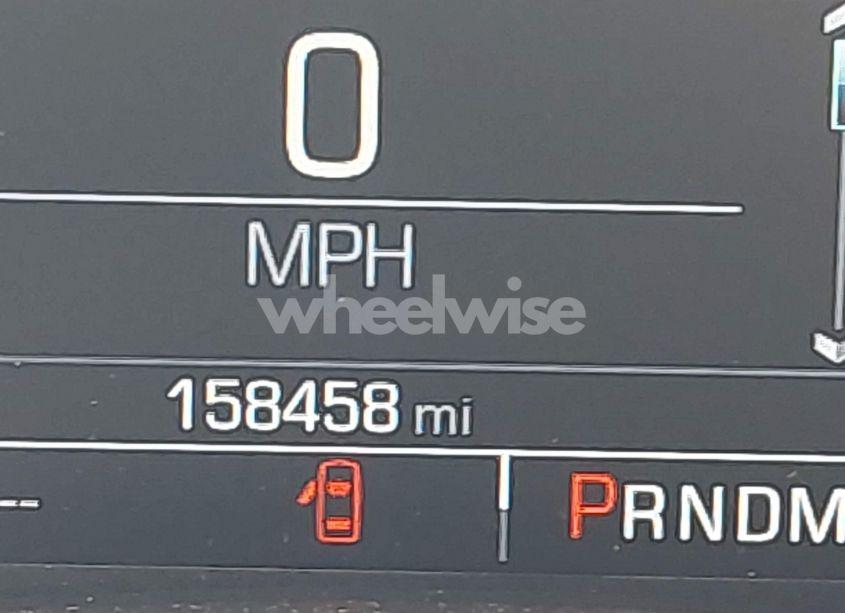 0
MPH
wheelwise
158458 mi
PRNDM